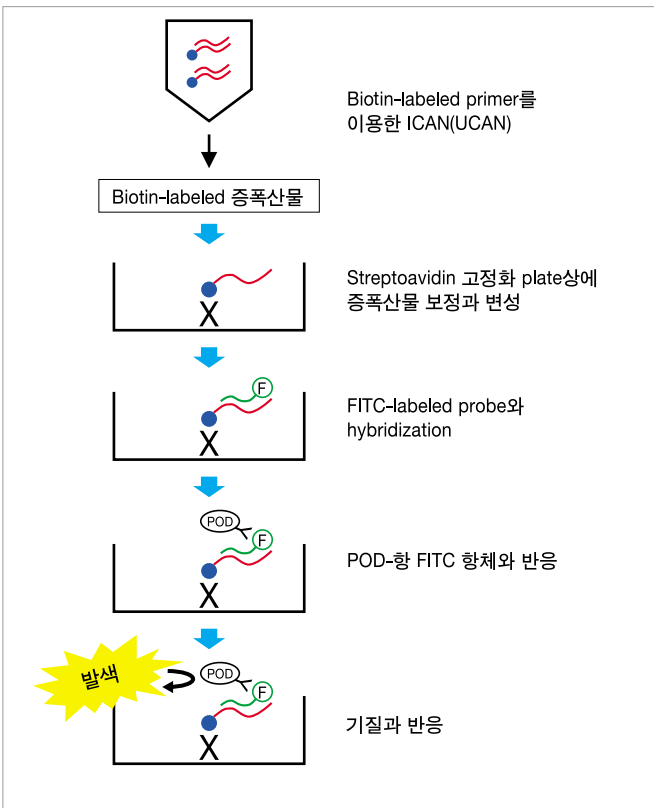 Biotin-labeled primer를
이용한 ICAN(UCAN)
Biotin-labeled 증폭산물
Streptoavidin 고정화 plate상에
증폭산물 보정과 변성
X
F
FITC-labeled probe와
hybridization
X
POD
F
POD-항 FITC 항체와 반응
X
발색
POD
F
기질과 반응
X